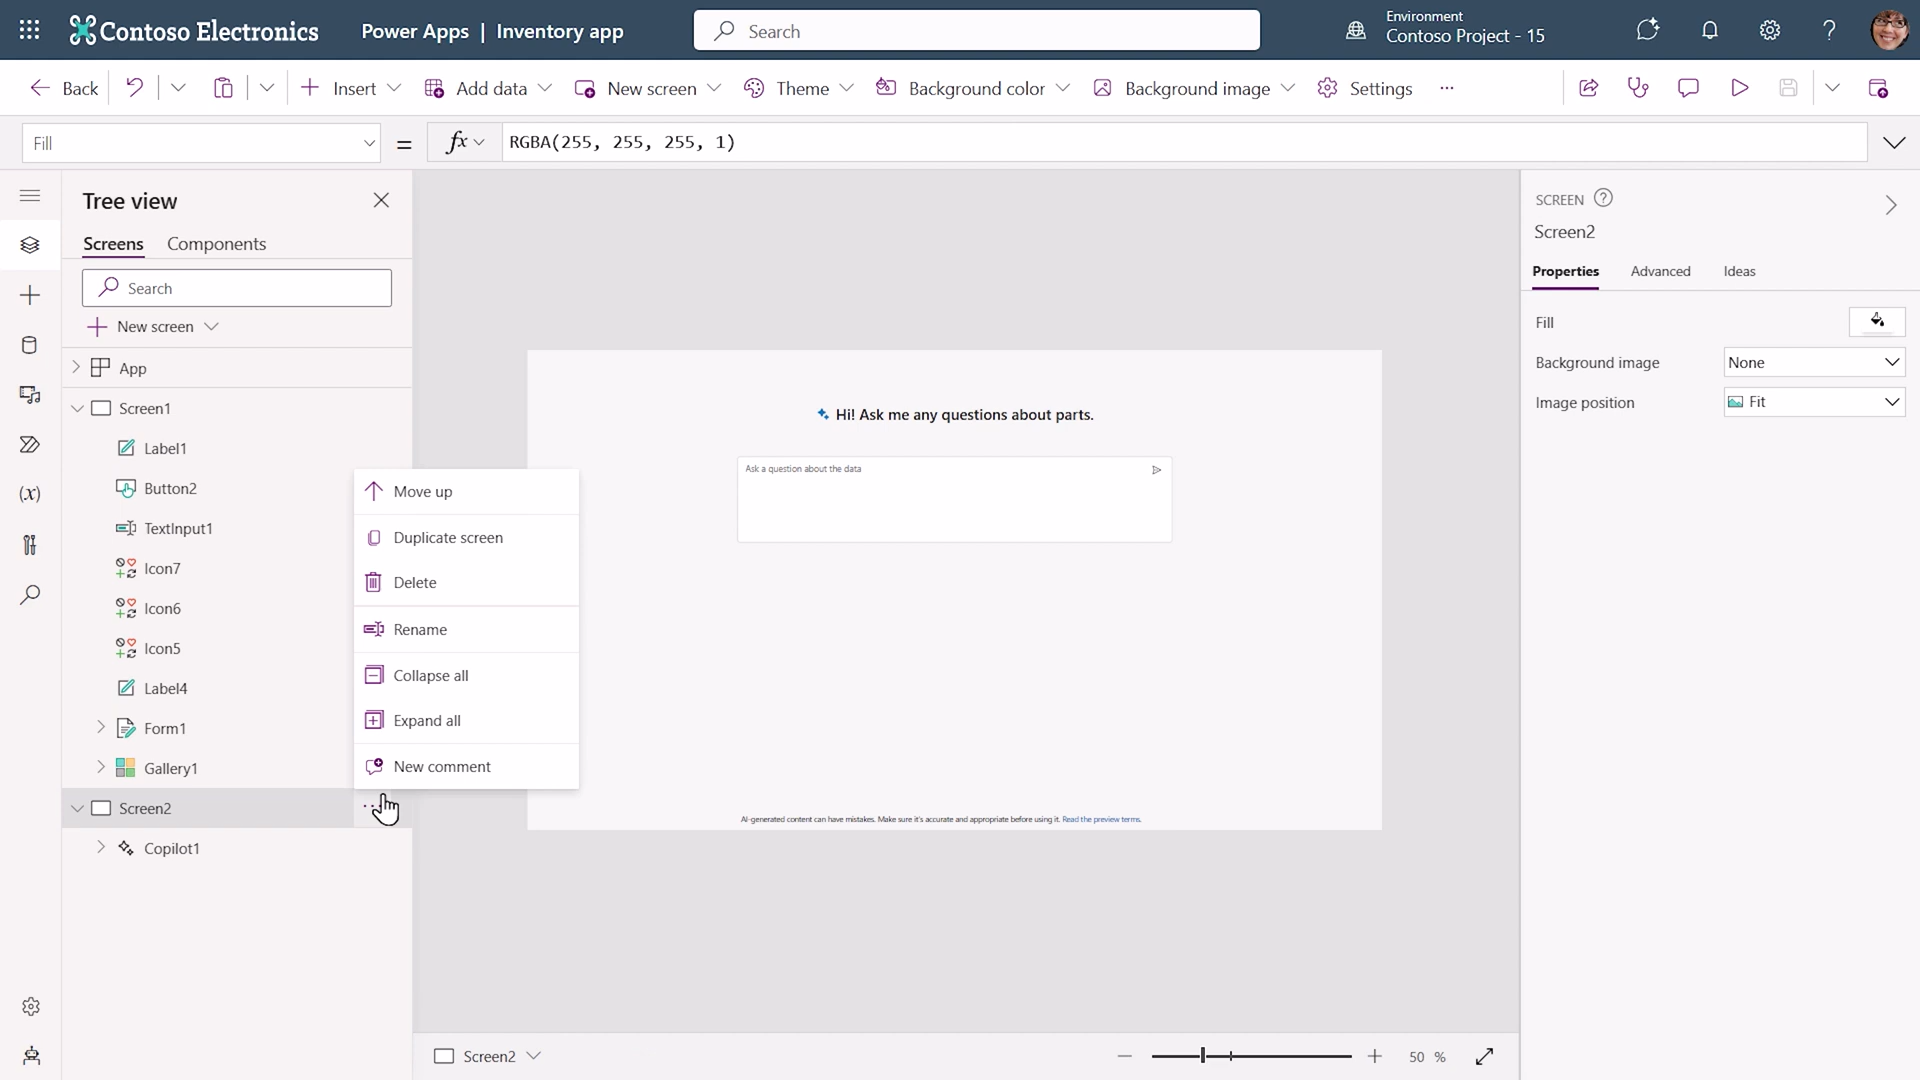 Contoso Electronics
Power Apps | Inventory app
Search
Environment
Contoso Project - 15
?
Back
Insert
Add data
New screen
Theme
Background color
Background image
Settings
...
Fill
=
fx
RGBA(255, 255, 255, 1)
Tree view
Screens
Components
Search
New screen
App
Screen1
Label1
Button2
TextInput1
Icon7
Icon6
Icon5
Label4
Form1
Gallery1
Screen2
Copilot1
(x)
Move up
Duplicate screen
Delete
Rename
Collapse all
Expand all
New comment
Hi! Ask me any questions about parts.
Ask a question about the data
AI-generated content can have mistakes. Make sure it's accurate and appropriate before using it. Read the preview terms.
SCREEN ?
Screen2
Properties
Advanced
Ideas
Fill
Background image
None
Image position
Fit
Screen2
50 %